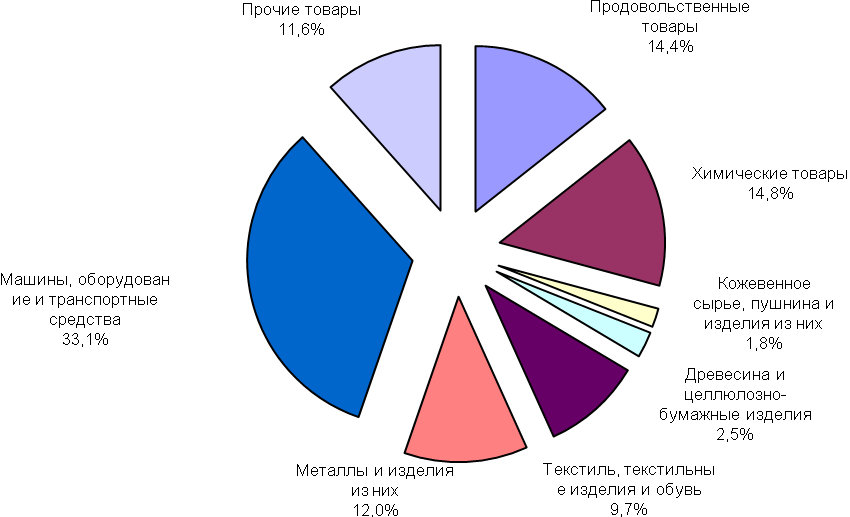 Прочие товары
11,6%
Продовольственные
товары
14,4%
Химические товары
14,8%
Кожевенное
сырье, пушнина и
изделия из них
1,8%
Древесина и
целлюлозно-
бумажные изделия
2,5%
Текстиль, текстильны
е изделия и обувь
9,7%
Металлы и изделия
из них
12,0%
Машины, оборудован
ие и транспортные
средства
33,1%